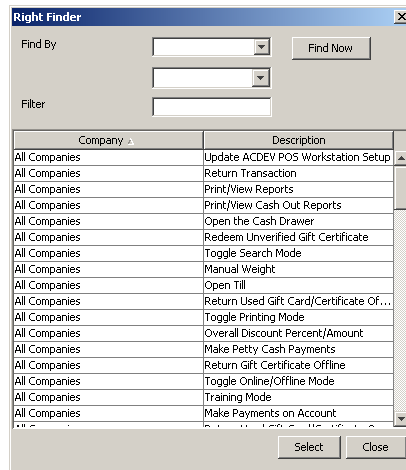 Right Finder
Find By
Find Now
Filter
Company Description
All Companies Update ACDEV POS Workstation Setup
All Companies Return Transaction
All Companies Print/View Reports
All Companies Print/View Cash Out Reports
All Companies Open the Cash Drawer
All Companies Redeem Unverified Gift Certificate
All Companies Toggle Search Mode
All Companies Manual Weight
All Companies Open Till
All Companies Return Used Gift Card/Certificate Of...
All Companies Toggle Printing Mode
All Companies Overall Discount Percent/Amount
All Companies Make Petty Cash Payments
All Companies Return Gift Certificate Offline
All Companies Toggle Online/Offline Mode
All Companies Training Mode
All Companies Make Payments on Account
All Companies
Select Close